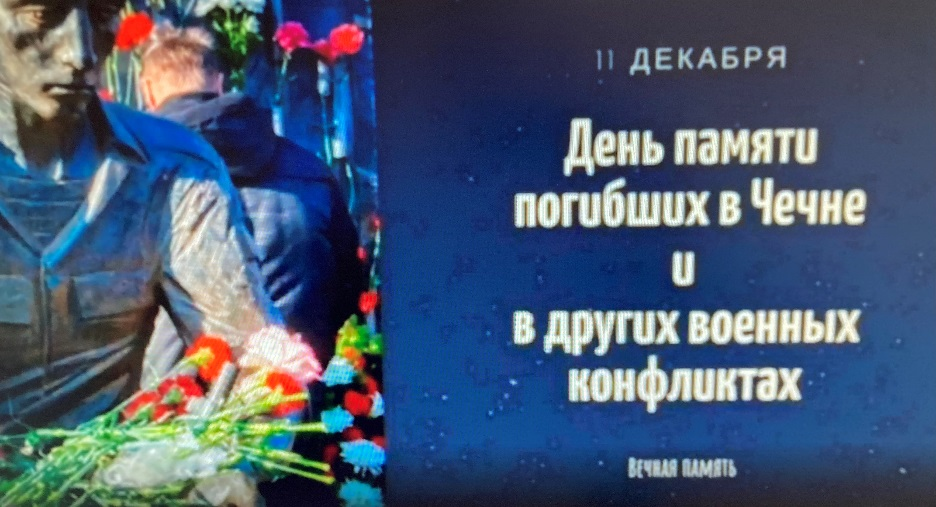 11 ДЕКАБРЯ
День памяти
погибших в Чечне
и
в других военных
конфликтах
Вечная память